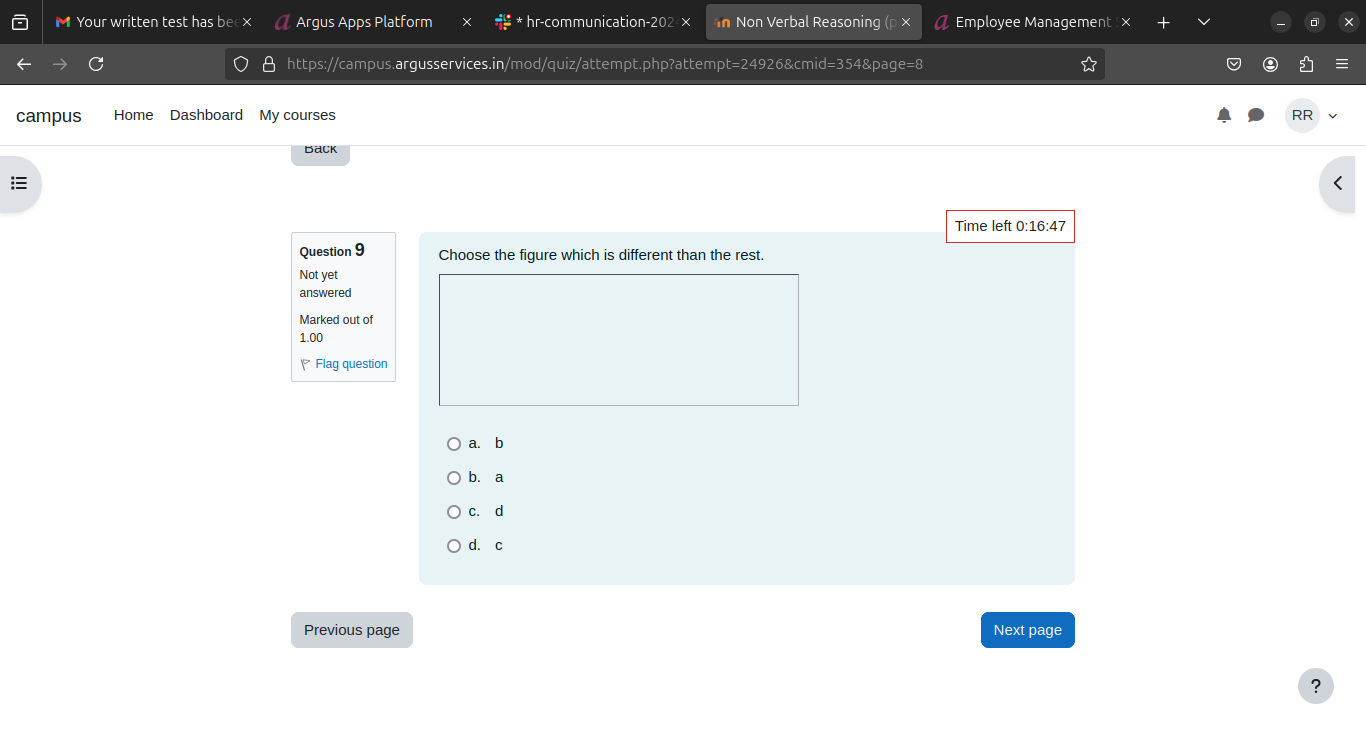 Your written test has bee
Argus Apps Platform
* hr-communication-202
Non Verbal Reasoning (p
Employee Management S
https://campus.argusservices.in/mod/quiz/attempt.php?attempt=24926&cmid=354&page=8
campus Home Dashboard My courses RR
Back
Time left 0:16:47
Question 9
Not yet
answered
Marked out of
1.00
Flag question
Choose the figure which is different than the rest.
a. b
b. a
c. d
d. c
Previous page
Next page
?